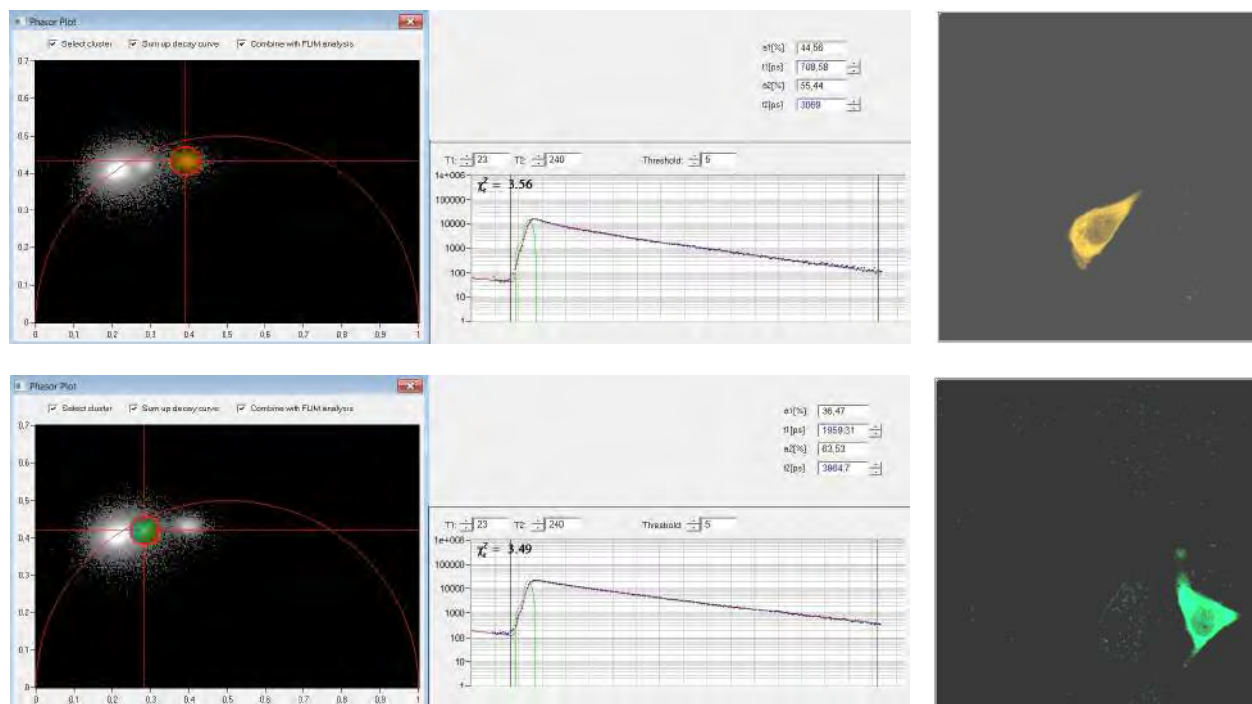 Phasor Plot
Select cluster Sum up decay curve Combine with FLIM analysis
0.7
0.6
0.5
0.4
0.3
0.2
0.1
0
0 0.1 0.2 0.3 0.4 0.5 0.6 0.7 0.8 0.9 1
a1[%] 44,56
t1[ps] 708,58
a2[%] 55,44
t2[ps] 3069
T1: 23 T2: 240 Threshold: 5
χ²r = 3.56
1e+006
100000
10000
1000
100
10
1
Phasor Plot
Select cluster Sum up decay curve Combine with FLIM analysis
0.7
0.6
0.5
0.4
0.3
0.2
0.1
0
0 0.1 0.2 0.3 0.4 0.5 0.6 0.7 0.8 0.9 1
a1[%] 36,47
t1[ps] 1959,31
a2[%] 63,53
t2[ps] 3864,7
T1: 23 T2: 240 Threshold: 5
χ²r = 3.49
1e+006
100000
10000
1000
100
10
1